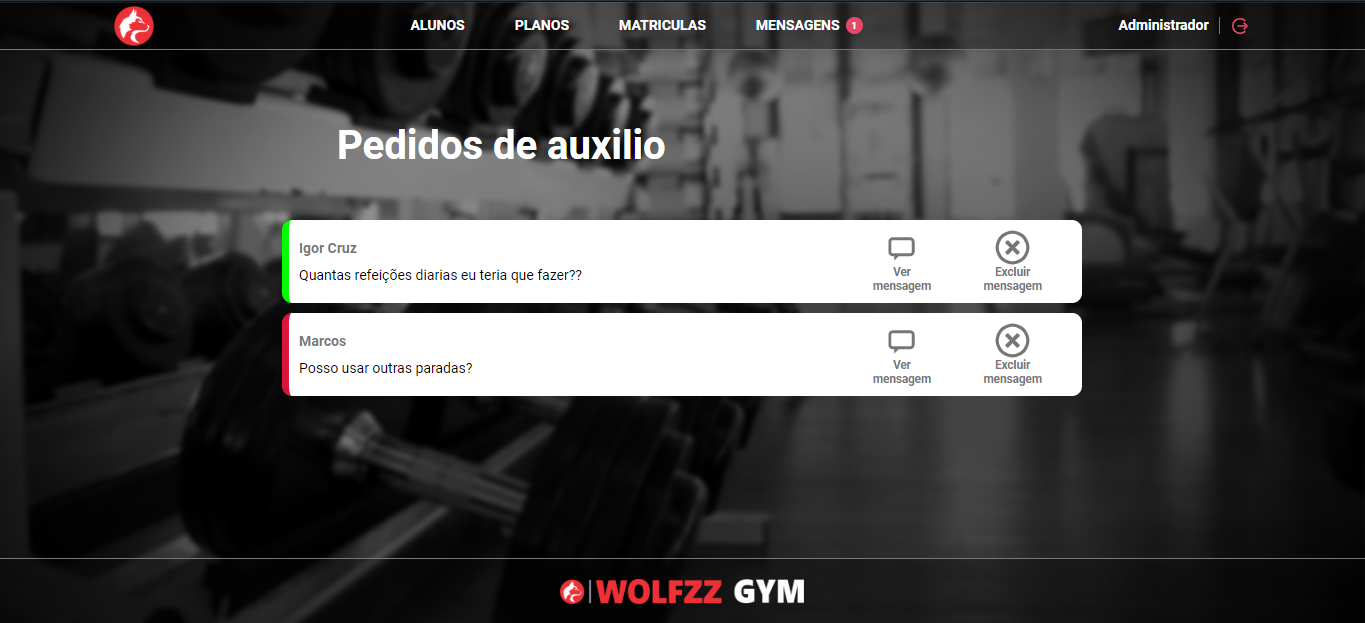 ALUNOS PLANOS MATRICULAS MENSAGENS 1 Administrador
Pedidos de auxilio
Igor Cruz
Quantas refeições diarias eu teria que fazer??
Ver
mensagem
Excluir
mensagem
Marcos
Posso usar outras paradas?
Ver
mensagem
Excluir
mensagem
WOLFZZ GYM